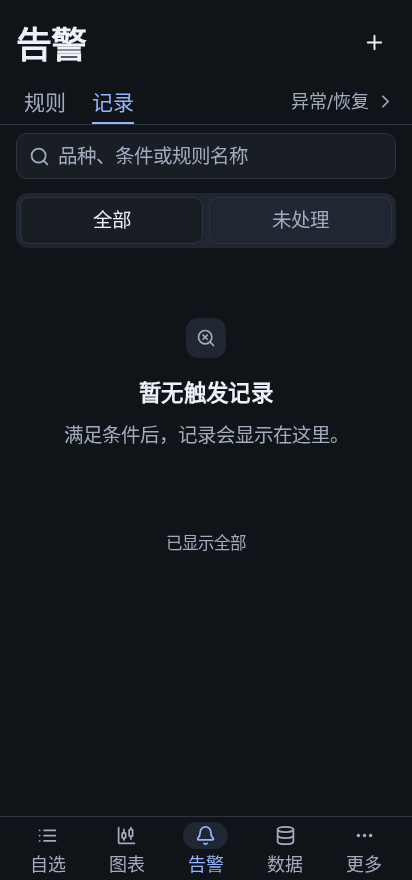 告警
规则 记录 异常/恢复
品种、条件或规则名称
全部 未处理
暂无触发记录
满足条件后，记录会显示在这里。
已显示全部
自选 图表 告警 数据 更多